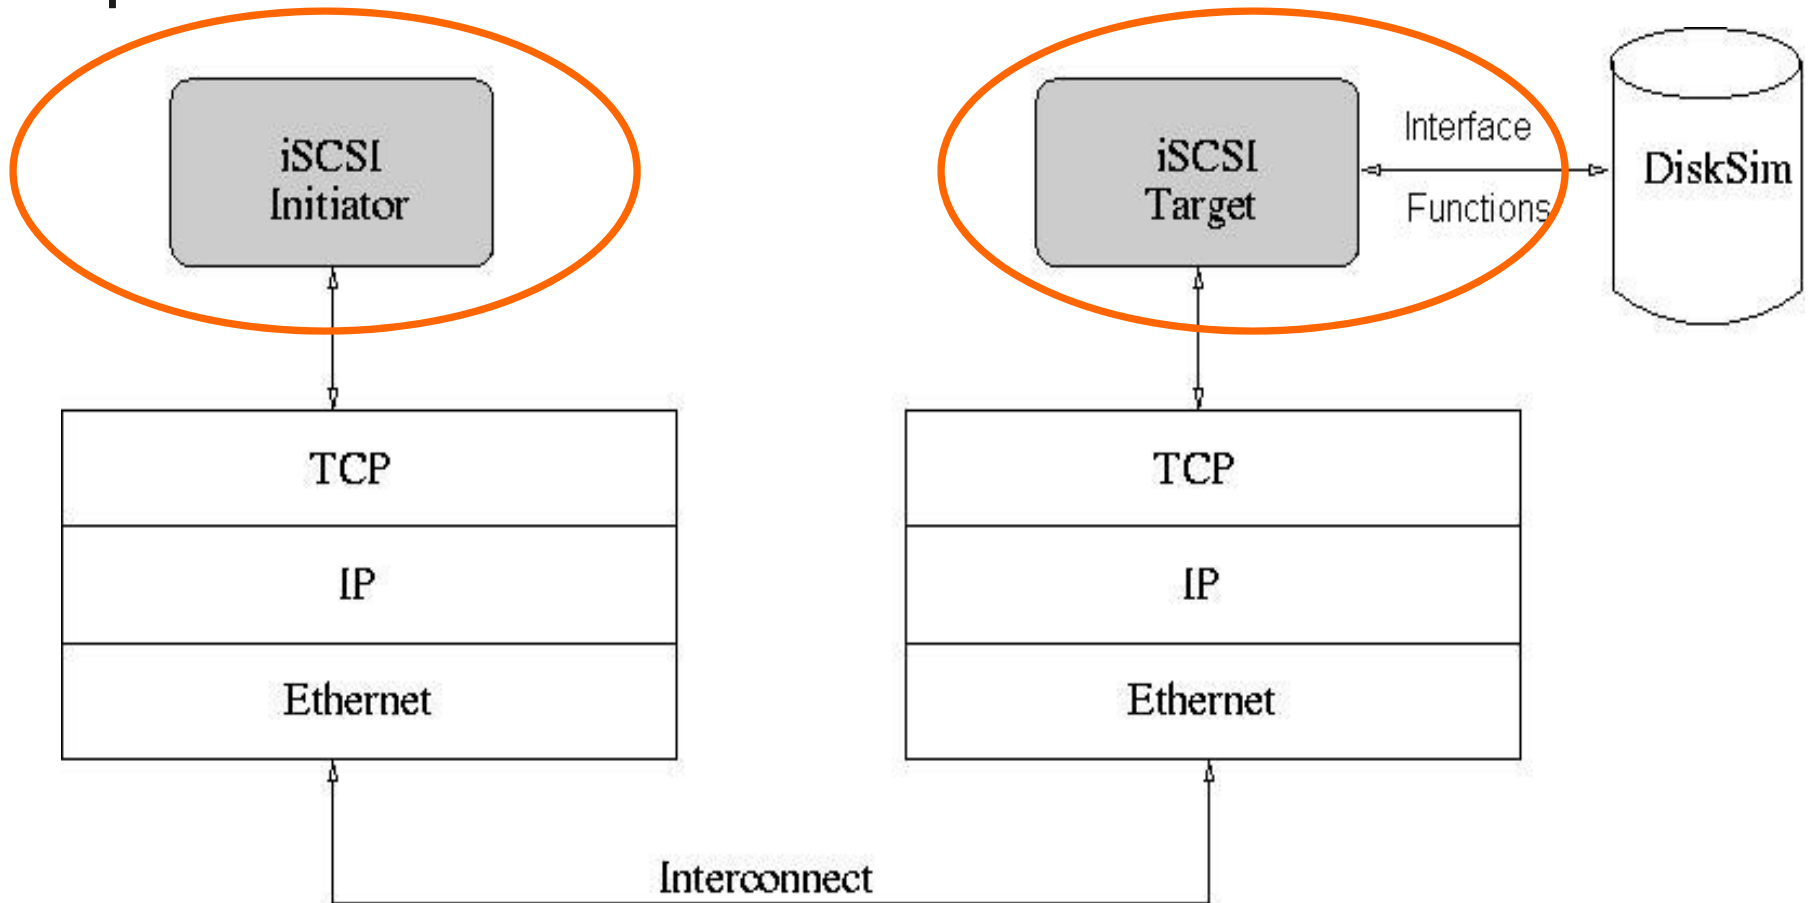 iSCSI
Initiator
iSCSI
Target
Interface
Functions
DiskSim
TCP
IP
Ethernet
TCP
IP
Ethernet
Interconnect